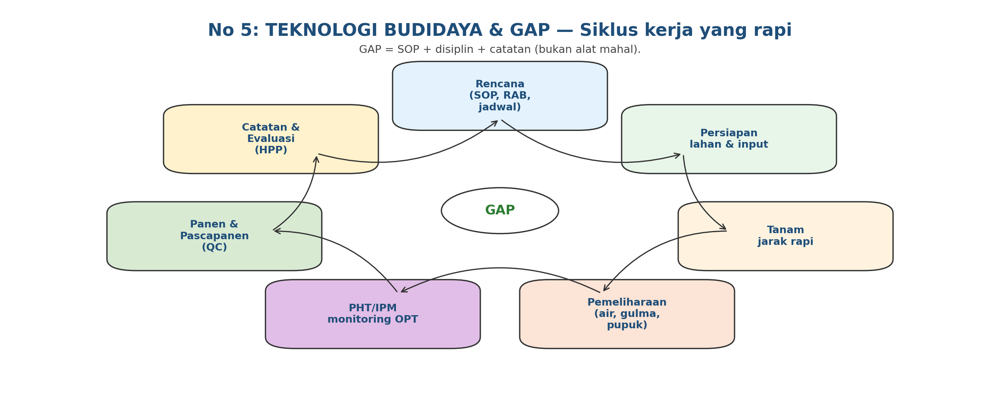 No 5: TEKNOLOGI BUDIDAYA & GAP — Siklus kerja yang rapi
GAP = SOP + disiplin + catatan (bukan alat mahal).
Rencana
(SOP, RAB,
jadwal)
Persiapan
lahan & input
Tanam
jarak rapi
Pemeliharaan
(air, gulma,
pupuk)
PHT/IPM
monitoring OPT
Panen &
Pascapanen
(QC)
Catatan &
Evaluasi
(HPP)
GAP